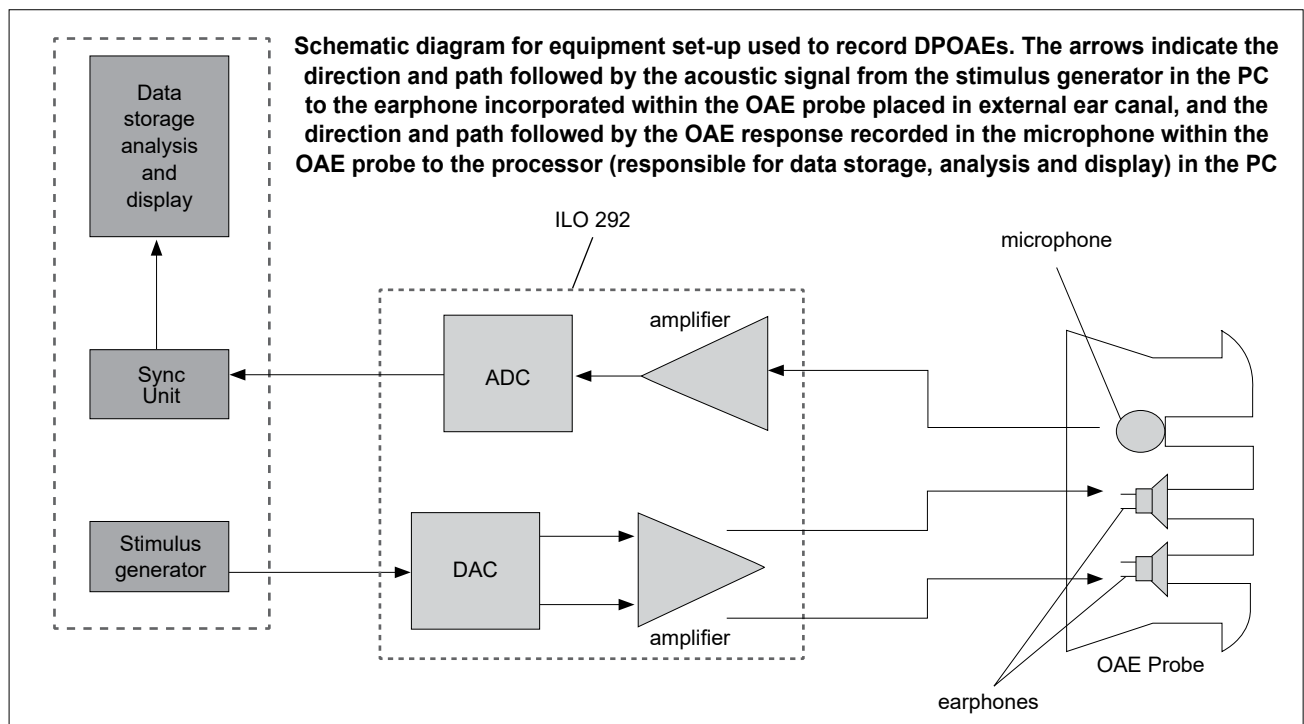 Schematic diagram for equipment set-up used to record DPOAEs. The arrows indicate the
direction and path followed by the acoustic signal from the stimulus generator in the PC
to the earphone incorporated within the OAE probe placed in external ear canal, and the
direction and path followed by the OAE response recorded in the microphone within the
OAE probe to the processor (responsible for data storage, analysis and display) in the PC
Data
storage
analysis
and
display
ILO 292
microphone
amplifier
ADC
Sync
Unit
Stimulus
generator
DAC
amplifier
OAE Probe
earphones